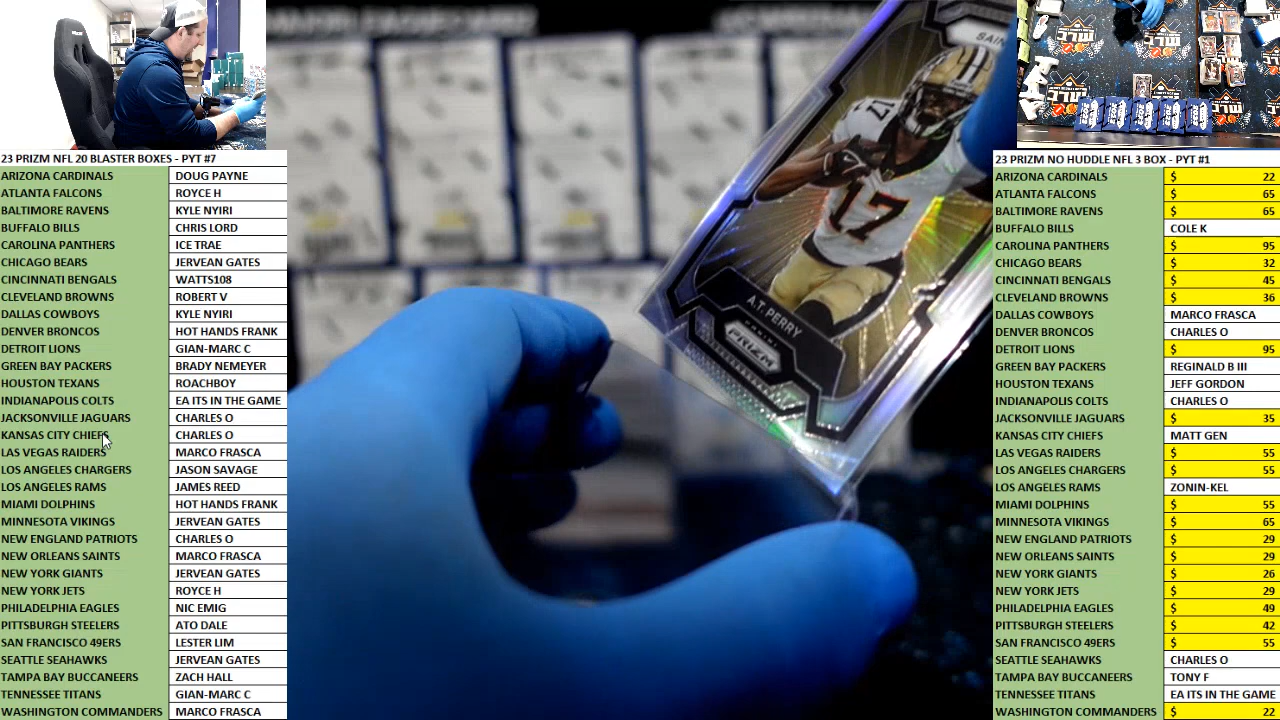 23 PRIZM NFL 20 BLASTER BOXES - PYT #7
ARIZONA CARDINALS DOUG PAYNE
ATLANTA FALCONS ROYCE H
BALTIMORE RAVENS KYLE NYIRI
BUFFALO BILLS CHRIS LORD
CAROLINA PANTHERS ICE TRAE
CHICAGO BEARS JERVEAN GATES
CINCINNATI BENGALS WATTS108
CLEVELAND BROWNS ROBERT V
DALLAS COWBOYS KYLE NYIRI
DENVER BRONCOS HOT HANDS FRANK
DETROIT LIONS GIAN-MARC C
GREEN BAY PACKERS BRADY NEMEYER
HOUSTON TEXANS ROACHBOY
INDIANAPOLIS COLTS EA ITS IN THE GAME
JACKSONVILLE JAGUARS CHARLES O
KANSAS CITY CHIEFS CHARLES O
LAS VEGAS RAIDERS MARCO FRASCA
LOS ANGELES CHARGERS JASON SAVAGE
LOS ANGELES RAMS JAMES REED
MIAMI DOLPHINS HOT HANDS FRANK
MINNESOTA VIKINGS JERVEAN GATES
NEW ENGLAND PATRIOTS CHARLES O
NEW ORLEANS SAINTS MARCO FRASCA
NEW YORK GIANTS JERVEAN GATES
NEW YORK JETS ROYCE H
PHILADELPHIA EAGLES NIC EMIG
PITTSBURGH STEELERS ATO DALE
SAN FRANCISCO 49ERS LESTER LIM
SEATTLE SEAHAWKS JERVEAN GATES
TAMPA BAY BUCCANEERS ZACH HALL
TENNESSEE TITANS GIAN-MARC C
WASHINGTON COMMANDERS MARCO FRASCA
SAIN
17
17
A.T. PERRY
PANINI
PRIZM
23 PRIZM NO HUDDLE NFL 3 BOX - PYT #1
ARIZONA CARDINALS $ 22
ATLANTA FALCONS $ 65
BALTIMORE RAVENS $ 65
BUFFALO BILLS COLE K
CAROLINA PANTHERS $ 95
CHICAGO BEARS $ 32
CINCINNATI BENGALS $ 45
CLEVELAND BROWNS $ 36
DALLAS COWBOYS MARCO FRASCA
DENVER BRONCOS CHARLES O
DETROIT LIONS $ 95
GREEN BAY PACKERS REGINALD B III
HOUSTON TEXANS JEFF GORDON
INDIANAPOLIS COLTS CHARLES O
JACKSONVILLE JAGUARS $ 35
KANSAS CITY CHIEFS MATT GEN
LAS VEGAS RAIDERS $ 55
LOS ANGELES CHARGERS $ 55
LOS ANGELES RAMS ZONIN-KEL
MIAMI DOLPHINS $ 55
MINNESOTA VIKINGS $ 65
NEW ENGLAND PATRIOTS $ 29
NEW ORLEANS SAINTS $ 29
NEW YORK GIANTS $ 26
NEW YORK JETS $ 29
PHILADELPHIA EAGLES $ 49
PITTSBURGH STEELERS $ 42
SAN FRANCISCO 49ERS $ 55
SEATTLE SEAHAWKS CHARLES O
TAMPA BAY BUCCANEERS TONY F
TENNESSEE TITANS EA ITS IN THE GAME
WASHINGTON COMMANDERS $ 22